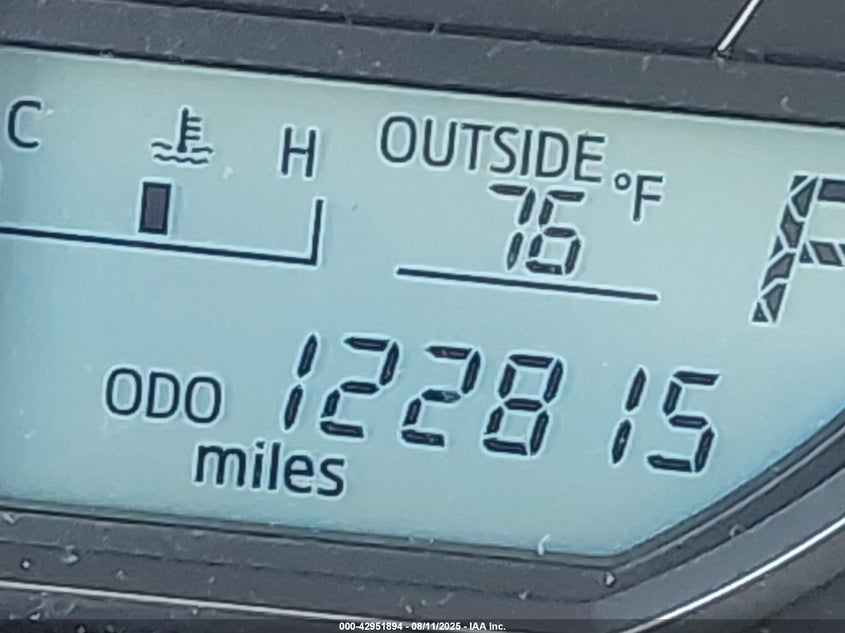 C H OUTSIDE
76 °F
ODO 122815
miles
000-42951894 - 08/11/2025 - IAA Inc.